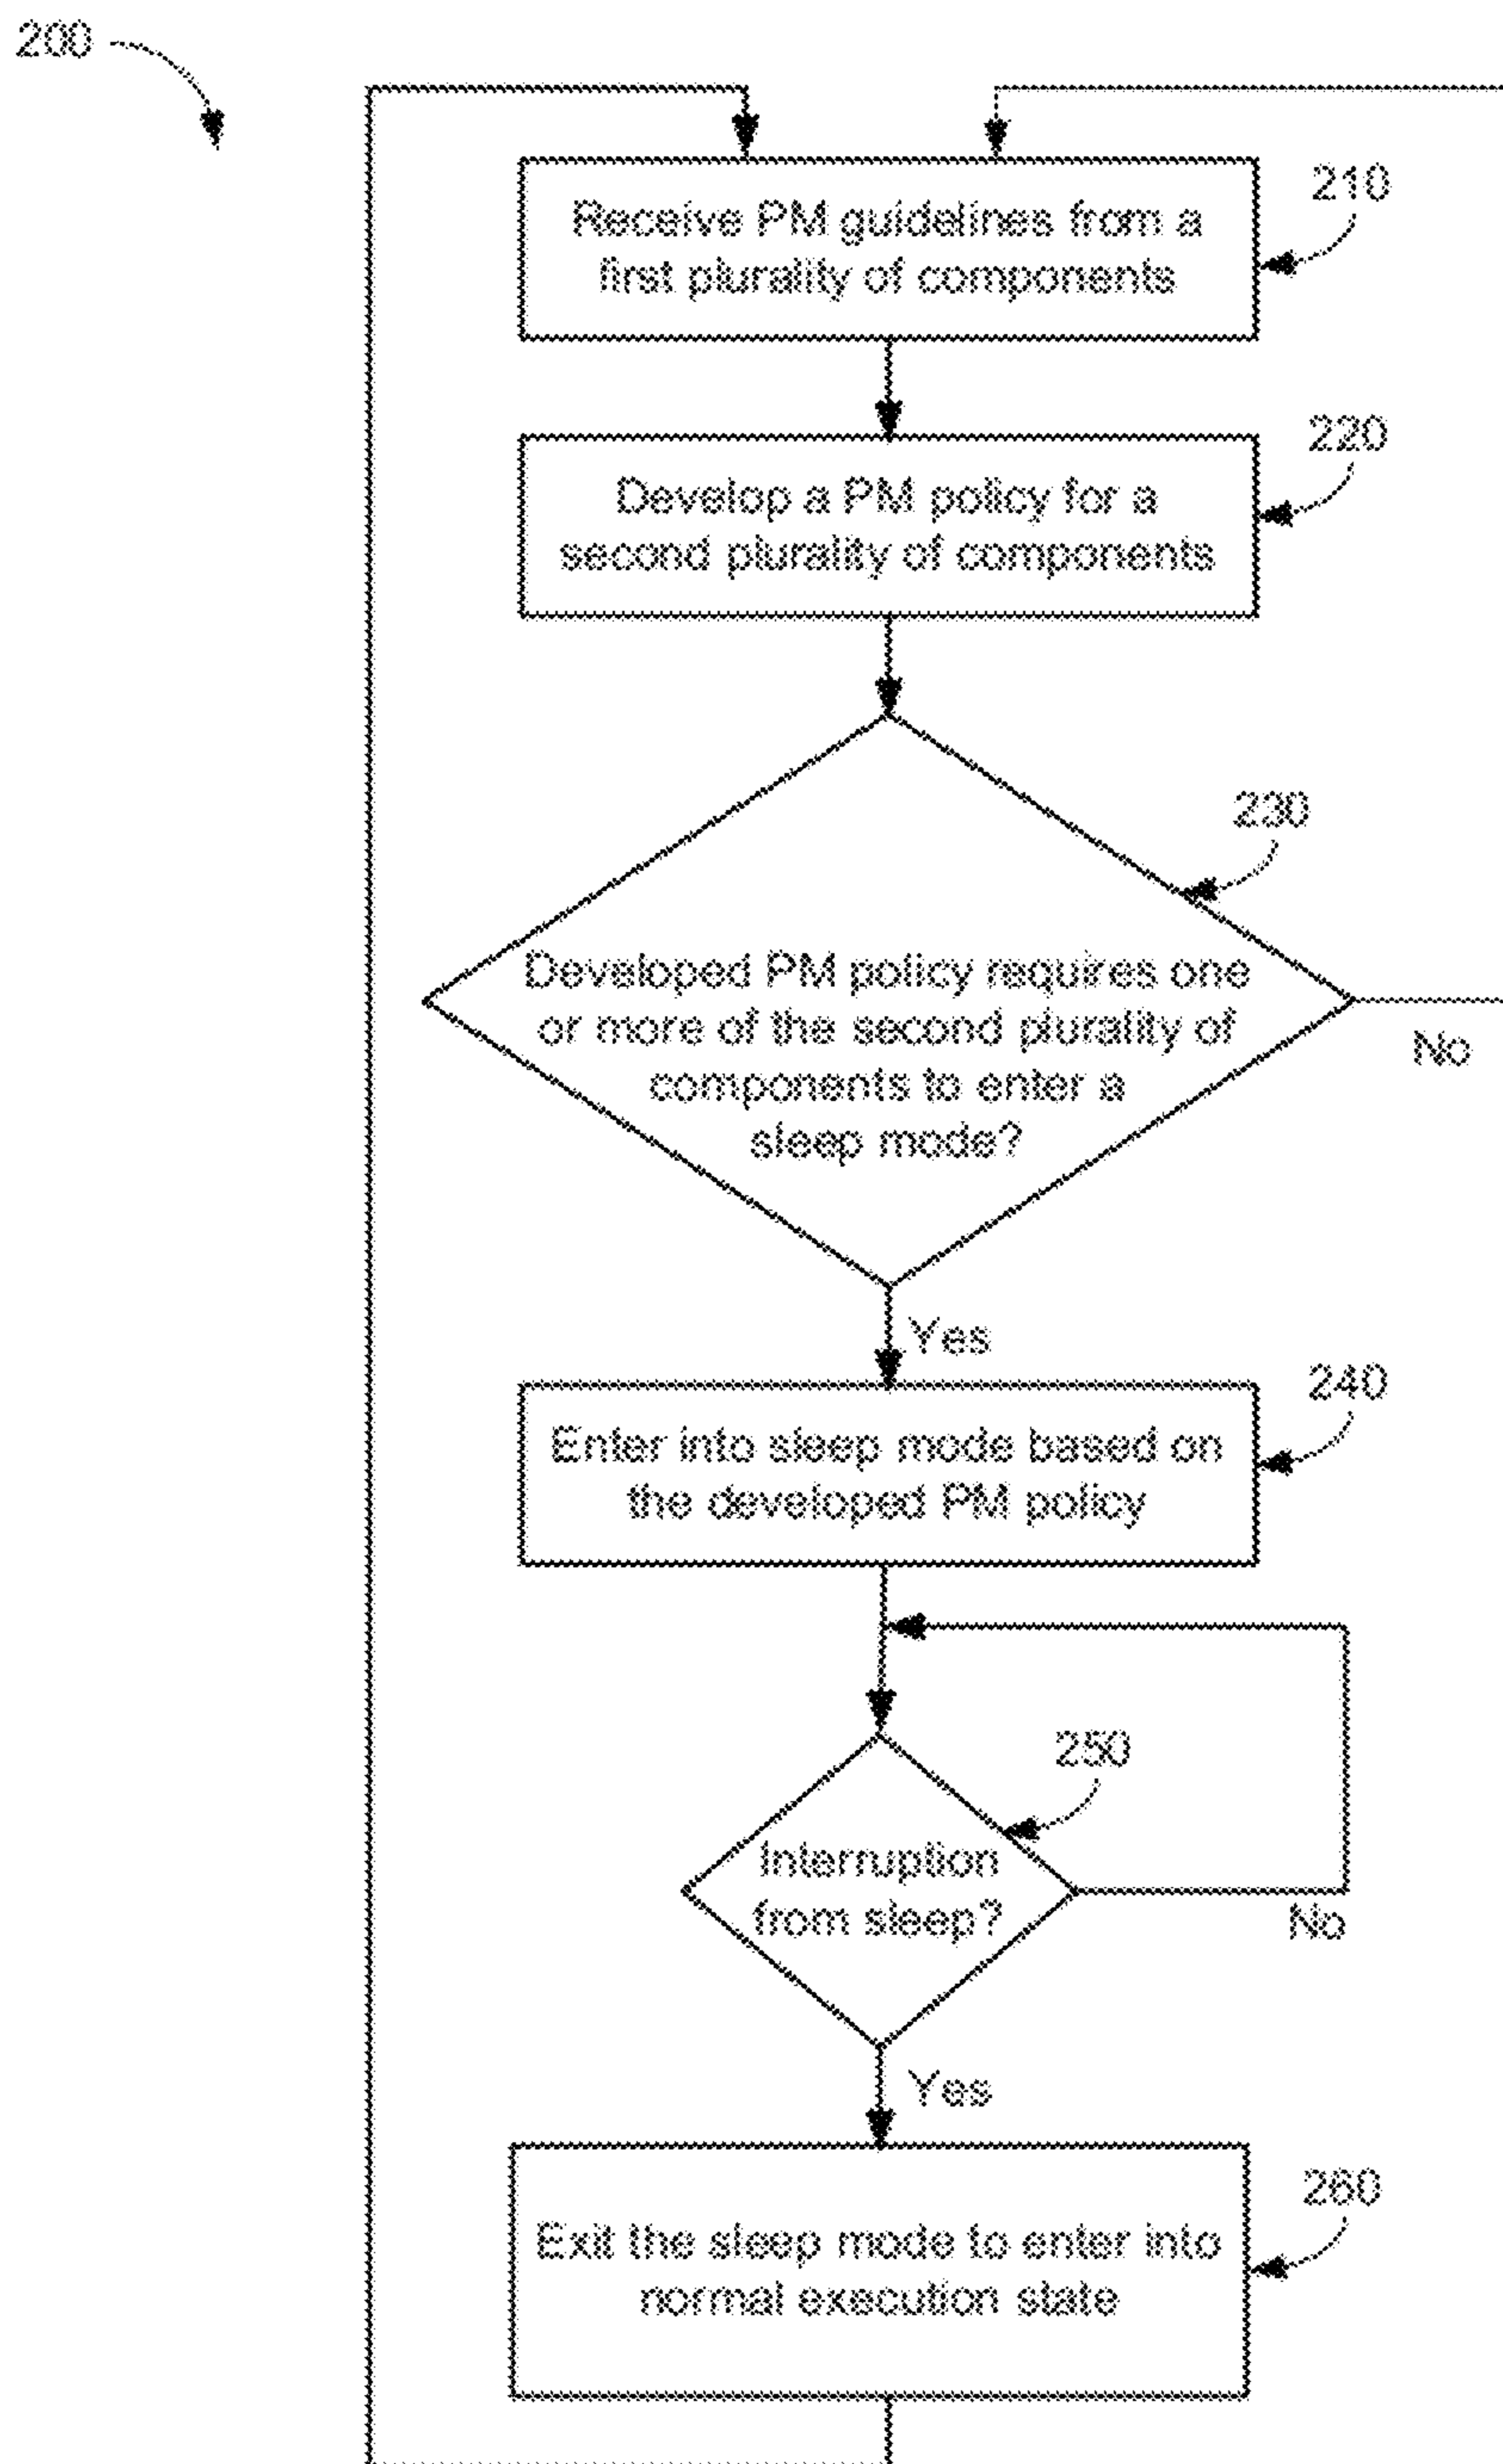 200
Receive PM guidelines from a
first plurality of components
210
Develop a PM policy for a
second plurality of components
220
230
Developed PM policy requires one
or more of the second plurality of
components to enter a
sleep mode?
No
Yes
Enter into sleep mode based on
the developed PM policy
240
250
Interruption
from sleep?
No
Yes
Exit the sleep mode to enter into
normal execution state
260